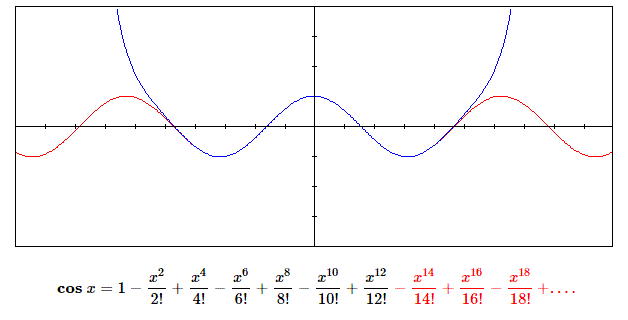 cos x = 1 − x²/2! + x⁴/4! − x⁶/6! + x⁸/8! − x¹⁰/10! + x¹²/12! − x¹⁴/14! + x¹⁶/16! − x¹⁸/18! + ....